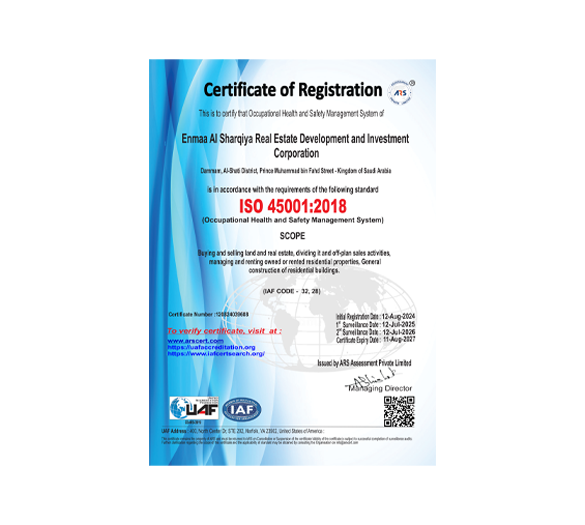 Certificate of Registration
ARS
This is to certify that Occupational Health and Safety Management System of
Enmaa Al Sharqiya Real Estate Development and Investment
Corporation
Dammam, Al-Shati District, Prince Muhammad bin Fahd Street - Kingdom of Saudi Arabia
is in accordance with the requirements of the following standard
ISO 45001:2018
(Occupational Health and Safety Management System)
SCOPE
Buying and selling land and real estate, dividing it and off-plan sales activities,
managing and renting owned or rented residential properties, General
construction of residential buildings.
(IAF CODE - 32, 28)
Certificate Number :
Initial Registration Date : 12-Aug-2024
1st Surveillance Date : 12-Jul-2025
2nd Surveillance Date : 12-Jul-2026
Certificate Expiry Date : 11-Aug-2027
To verify certificate, visit at :
www.arscert.com
https://uafaccreditation.org
https://www.iafcertsearch.org/
Issued by ARS Assessment Private Limited
Managing Director
UAF
IAF
UAF Address : 400, North Center Dr, STE 202, Norfolk, VA 23502, United States of America :